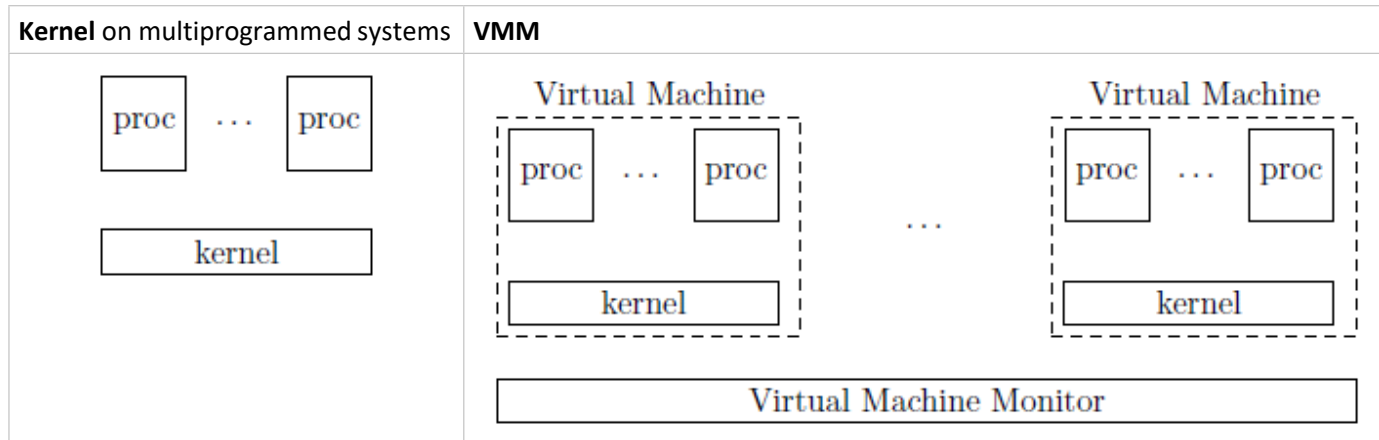 Kernel on multiprogrammed systems
VMM
proc ... proc
kernel
Virtual Machine
proc ... proc
kernel
...
Virtual Machine
proc ... proc
kernel
Virtual Machine Monitor